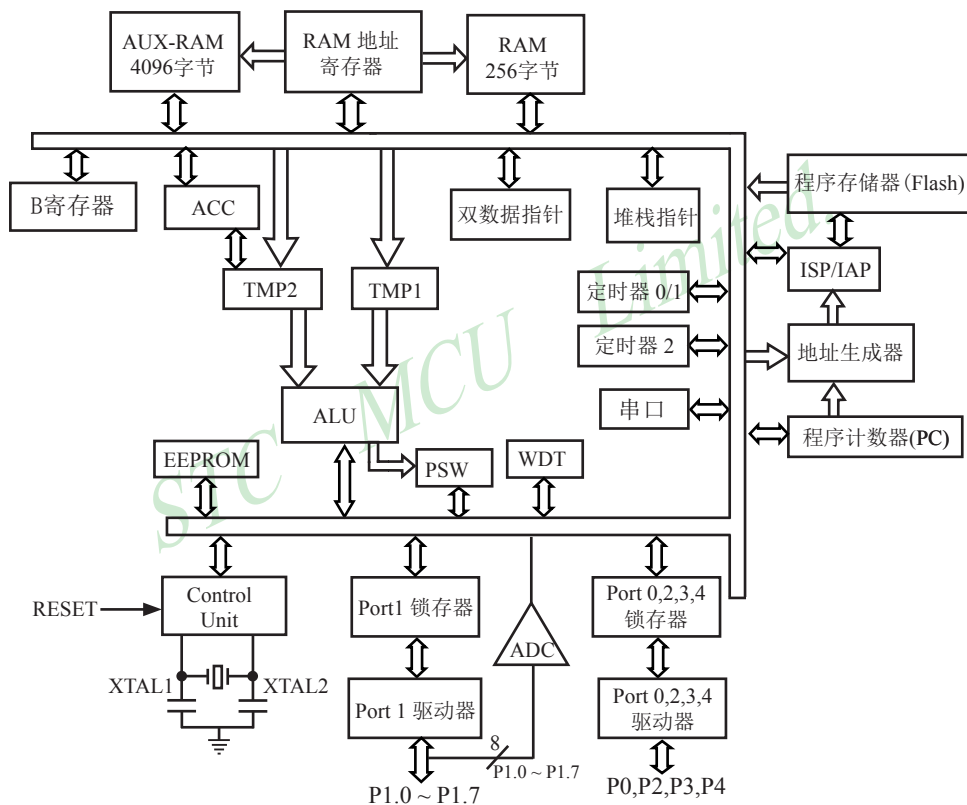 AUX-RAM
4096字节
RAM 地址
寄存器
RAM
256字节
B寄存器
ACC
双数据指针
堆栈指针
程序存储器(Flash)
ISP/IAP
TMP2
TMP1
定时器 0/1
定时器 2
地址生成器
ALU
串口
程序计数器(PC)
EEPROM
PSW
WDT
STC MCU Limited
RESET
Control
Unit
Port1 锁存器
ADC
Port 0,2,3,4
锁存器
XTAL1
XTAL2
Port 1 驱动器
Port 0,2,3,4
驱动器
8
P1.0 ~ P1.7
P1.0 ~ P1.7
P0,P2,P3,P4